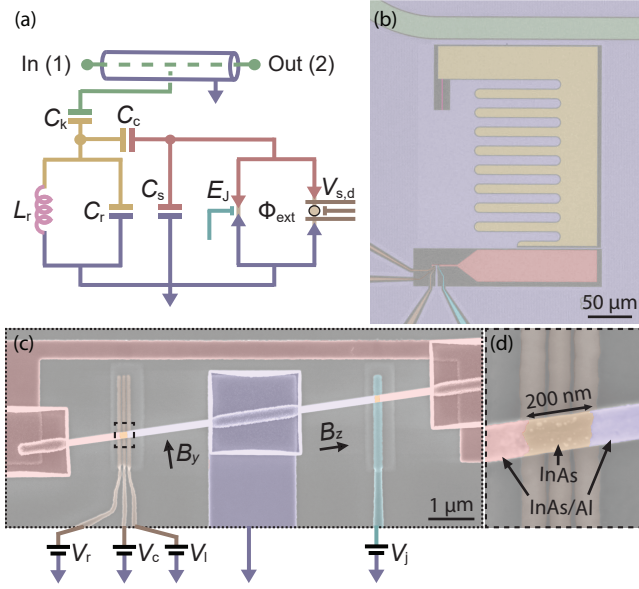 (a)
In (1)
Out (2)
C_k
C_c
C_s
E_J
V_s,d
Φ_ext
L_r
C_r
(b)
50 μm
(c)
B_y
B_z
1 μm
V_r
V_c
V_l
V_j
(d)
200 nm
InAs
InAs/Al